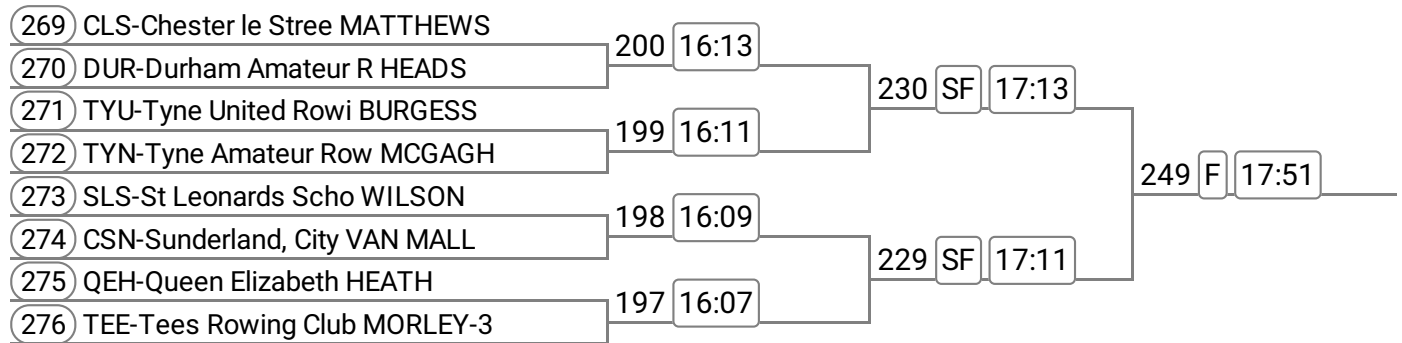 269 CLS-Chester le Stree MATTHEWS
200 16:13
270 DUR-Durham Amateur R HEADS
230 SF 17:13
271 TYU-Tyne United Rowi BURGESS
199 16:11
272 TYN-Tyne Amateur Row MCGAGH
249 F 17:51
273 SLS-St Leonards Scho WILSON
198 16:09
274 CSN-Sunderland, City VAN MALL
229 SF 17:11
275 QEH-Queen Elizabeth HEATH
197 16:07
276 TEE-Tees Rowing Club MORLEY-3